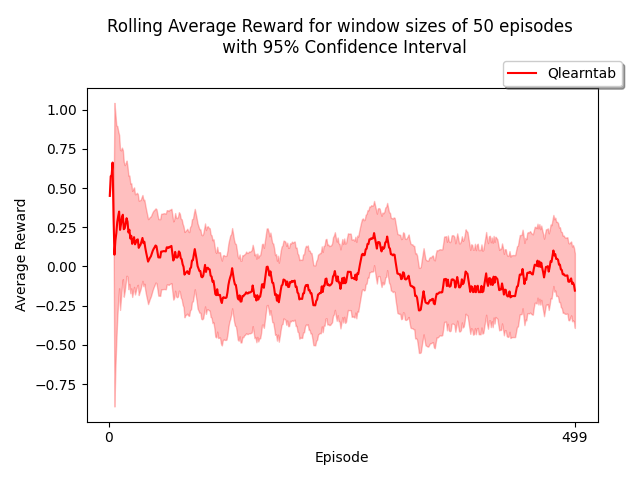 Rolling Average Reward for window sizes of 50 episodes
with 95% Confidence Interval
Qlearntab
1.00
0.75
0.50
0.25
0.00
−0.25
−0.50
−0.75
Average Reward
0
499
Episode